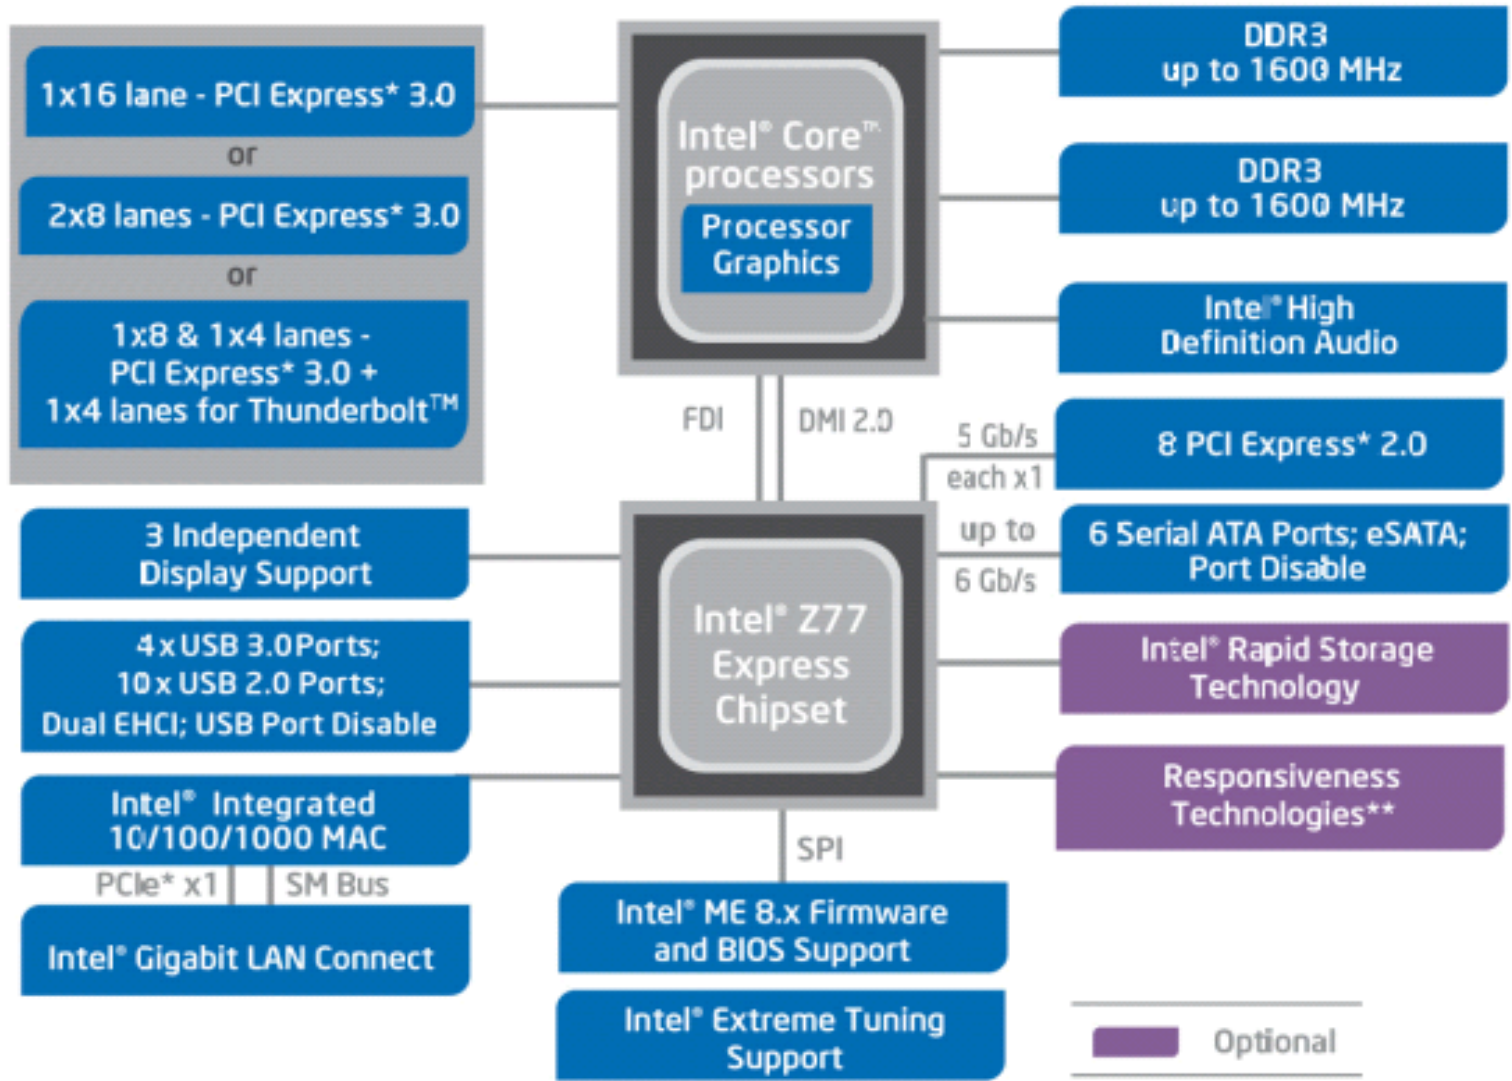 1x16 lane - PCI Express* 3.0
or
2x8 lanes - PCI Express* 3.0
or
1x8 & 1x4 lanes -
PCI Express* 3.0 +
1x4 lanes for Thunderbolt™
Intel® Core™
processors
Processor
Graphics
DDR3
up to 1600 MHz
DDR3
up to 1600 MHz
Intel® High
Definition Audio
FDI
DMI 2.0
5 Gb/s
each x1
8 PCI Express* 2.0
up to
6 Gb/s
6 Serial ATA Ports; eSATA;
Port Disable
3 Independent
Display Support
4 x USB 3.0 Ports;
10 x USB 2.0 Ports;
Dual EHCI; USB Port Disable
Intel® Z77
Express
Chipset
Intel® Rapid Storage
Technology
Responsiveness
Technologies**
Intel® Integrated
10/100/1000 MAC
PCIe* x1
SM Bus
Intel® Gigabit LAN Connect
SPI
Intel® ME 8.x Firmware
and BIOS Support
Intel® Extreme Tuning
Support
Optional